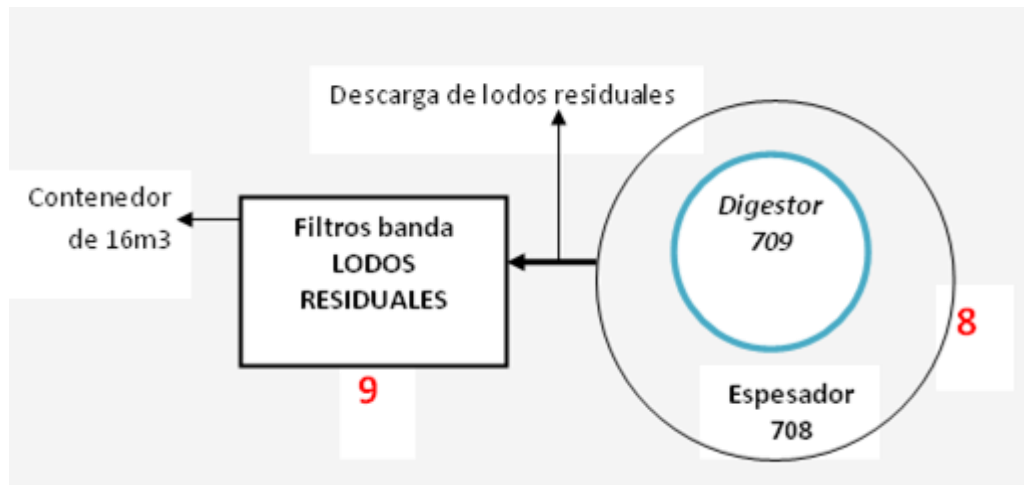 Descarga de lodos residuales
Contenedor
de 16m3
Filtros banda
LODOS
RESIDUALES
9
Digestor
709
8
Espesador
708